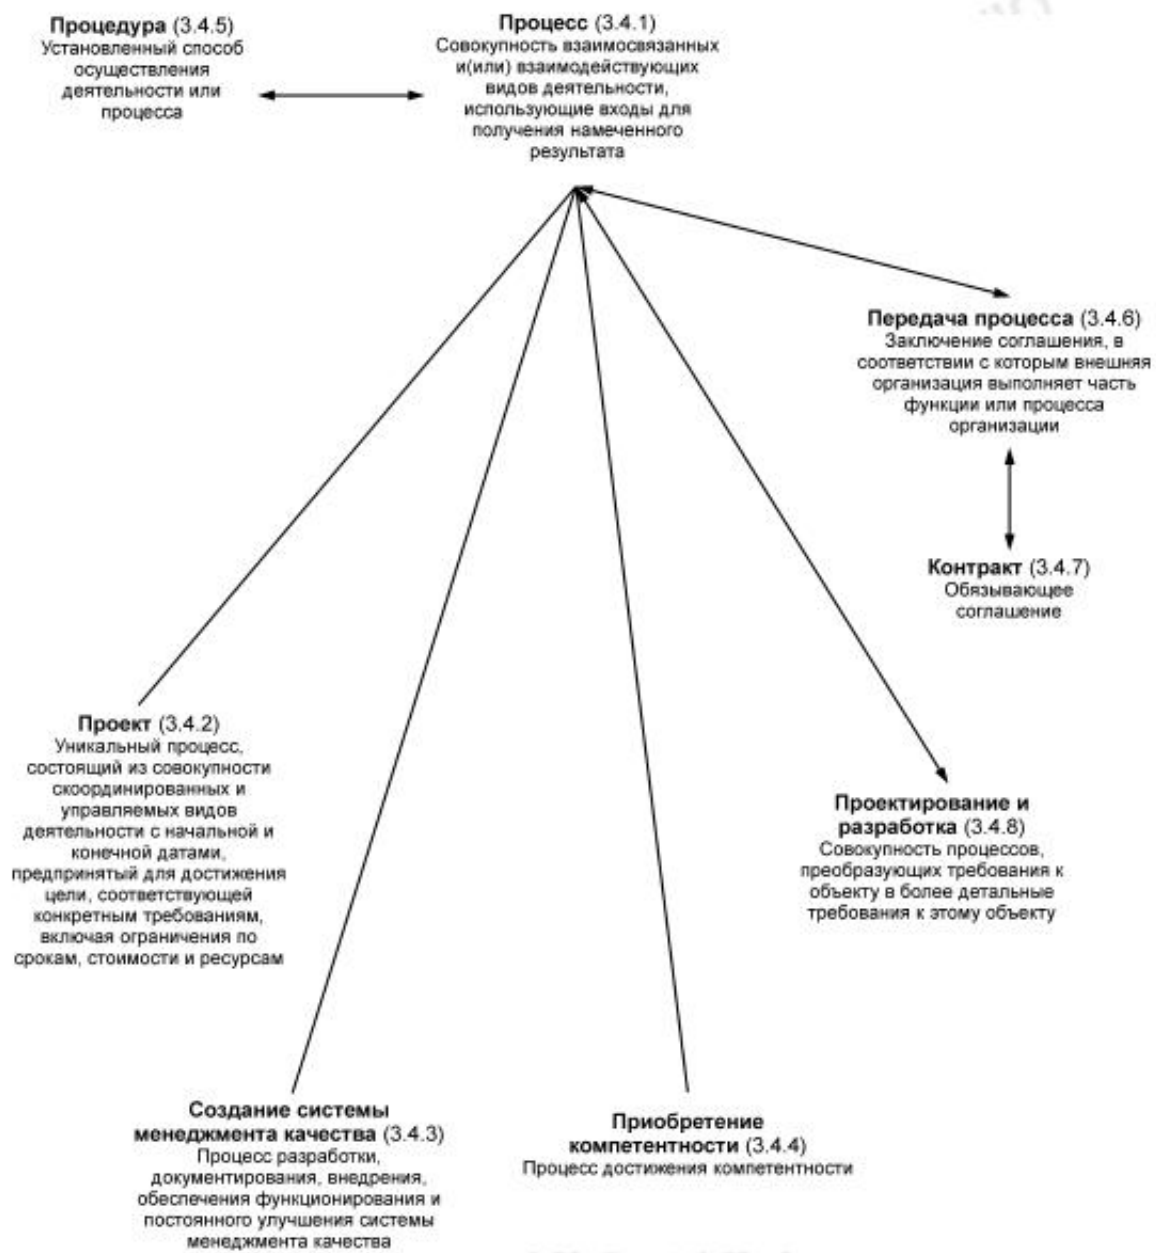 Процедура (3.4.5)
Установленный способ
осуществления
деятельности или
процесса
Процесс (3.4.1)
Совокупность взаимосвязанных
и(или) взаимодействующих
видов деятельности,
использующие входы для
получения намеченного
результата
Передача процесса (3.4.6)
Заключение соглашения, в
соответствии с которым внешняя
организация выполняет часть
функции или процесса
организации
Контракт (3.4.7)
Обязывающее
соглашение
Проект (3.4.2)
Уникальный процесс,
состоящий из совокупности
скоординированных и
управляемых видов
деятельности с начальной и
конечной датами,
предпринятый для достижения
цели, соответствующей
конкретным требованиям,
включая ограничения по
срокам, стоимости и ресурсам
Проектирование и
разработка (3.4.8)
Совокупность процессов,
преобразующих требования к
объекту в более детальные
требования к этому объекту
Создание системы
менеджмента качества (3.4.3)
Процесс разработки,
документирования, внедрения,
обеспечения функционирования и
постоянного улучшения системы
менеджмента качества
Приобретение
компетентности (3.4.4)
Процесс достижения компетентности